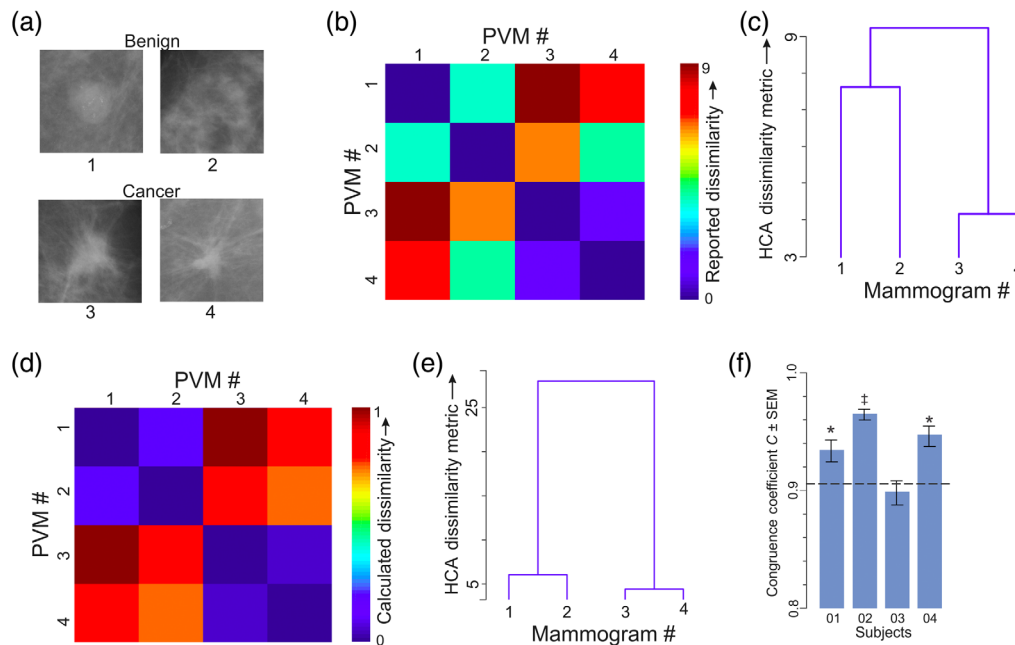 (a)
Benign
1
2
Cancer
3
4
(b)
PVM #
1 2 3 4
PVM #
1
2
3
4
9
Reported dissimilarity
0
(c)
9
HCA dissimilarity metric
3
1 2 3
Mammogram #
(d)
PVM #
1 2 3 4
PVM #
1
2
3
4
1
Calculated dissimilarity
0
(e)
25
HCA dissimilarity metric
5
1 2 3 4
Mammogram #
(f)
1.0
Congruence coefficient C ± SEM
0.9
0.8
* ‡ *
01 02 03 04
Subjects